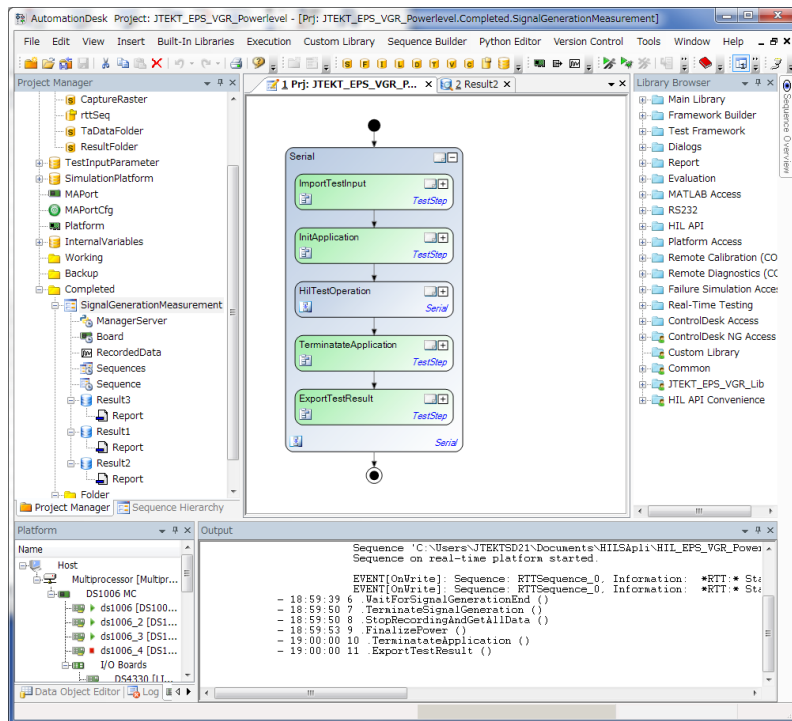 AutomationDesk Project: JTEKT_EPS_VGR_Powerlevel - [Prj: JTEKT_EPS_VGR_Powerlevel.Completed.SignalGenerationMeasurement]
File Edit View Insert Built-In Libraries Execution Custom Library Sequence Builder Python Editor Version Control Tools Window Help
Project Manager
CaptureRaster
rttSeq
TaDataFolder
ResultFolder
TestInputParameter
SimulationPlatform
MAPort
MAPortCfg
Platform
InternalVariables
Working
Backup
Completed
SignalGenerationMeasurement
ManagerServer
Board
RecordedData
Sequences
Sequence
Result3
Report
Result1
Report
Result2
Report
Folder
Project Manager Sequence Hierarchy
1 Prj: JTEKT_EPS_VGR_P... 2 Result2
Serial
ImportTestInput
TestStep
InitApplication
TestStep
HilTestOperation
Serial
TerminatateApplication
TestStep
ExportTestResult
TestStep
Serial
Library Browser
Main Library
Framework Builder
Test Framework
Dialogs
Report
Evaluation
MATLAB Access
RS232
HIL API
Platform Access
Remote Calibration (CO
Remote Diagnostics (CC
Failure Simulation Acce
Real-Time Testing
ControlDesk Access
ControlDesk NG Access
Custom Library
Common
JTEKT_EPS_VGR_Lib
HIL API Convenience
Sequence Overview
Platform
Name
Host
Multiprocessor [Multipr...
DS1006 MC
ds1006 [DS100...
ds1006_2 [DS1...
ds1006_3 [DS1...
ds1006_4 [DS1...
I/O Boards
DS4330 [LI...
Data Object Editor Log
Output
Sequence 'C:\Users\JTEKTSD21\Documents\HILSApli\HIL_EPS_VGR_Power
Sequence on real-time platform started.
EVENT[OnWrite]: Sequence: RTTSequence_0, Information: *RTT:* Sta
EVENT[OnWrite]: Sequence: RTTSequence_0, Information: *RTT:* Sta
- 18:59:39 6 .WaitForSignalGenerationEnd ()
- 18:59:50 7 .TerminateSignalGeneration ()
- 18:59:50 8 .StopRecordingAndGetAllData ()
- 18:59:53 9 .FinalizePower ()
- 19:00:00 10 .TerminatateApplication ()
- 19:00:00 11 .ExportTestResult ()